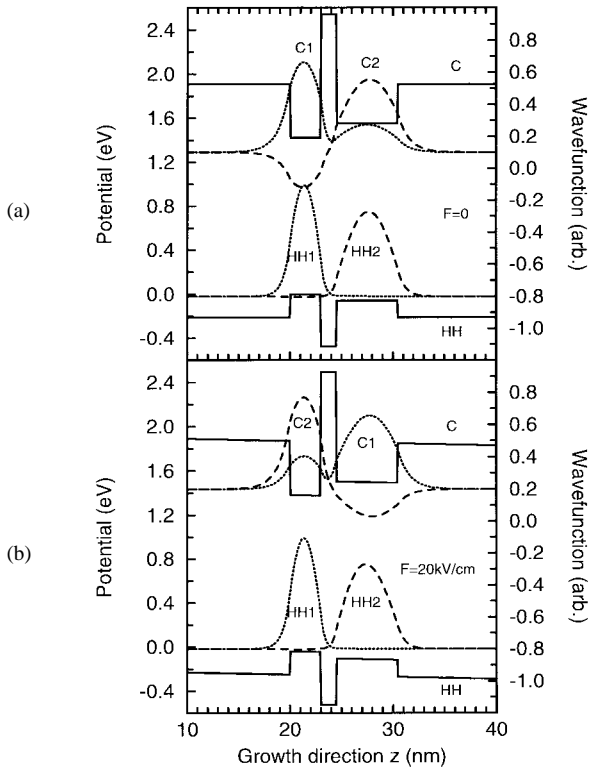 (a)
Potential (eV)
2.4
2.0
1.6
1.2
0.8
0.4
0.0
-0.4
C1
C2
C
HH1
HH2
F=0
HH
0.8
0.6
0.4
0.2
0.0
-0.2
-0.4
-0.6
-0.8
-1.0
Wavefunction (arb.)
(b)
Potential (eV)
2.4
2.0
1.6
1.2
0.8
0.4
0.0
-0.4
C2
C1
C
HH1
HH2
F=20kV/cm
HH
0.8
0.6
0.4
0.2
0.0
-0.2
-0.4
-0.6
-0.8
-1.0
Wavefunction (arb.)
10
20
30
40
Growth direction z (nm)